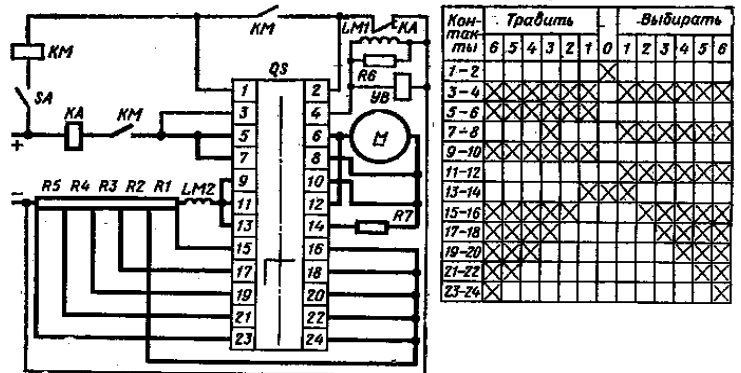 KM LM1 KA
KM QS R6
SA 1 2 YB
KA KM 3 4
+ 5 6 M
7 8
− 9 10
R5 R4 R3 R2 R1 LM2 11 12
13 14 R7
15 16
17 18
19 20
21 22
23 24
Кон-такты Травить Выбирать
6 5 4 3 2 1 0 1 2 3 4 5 6
1-2
3-4
5-6
7-8
9-10
11-12
13-14
15-16
17-18
19-20
21-22
23-24